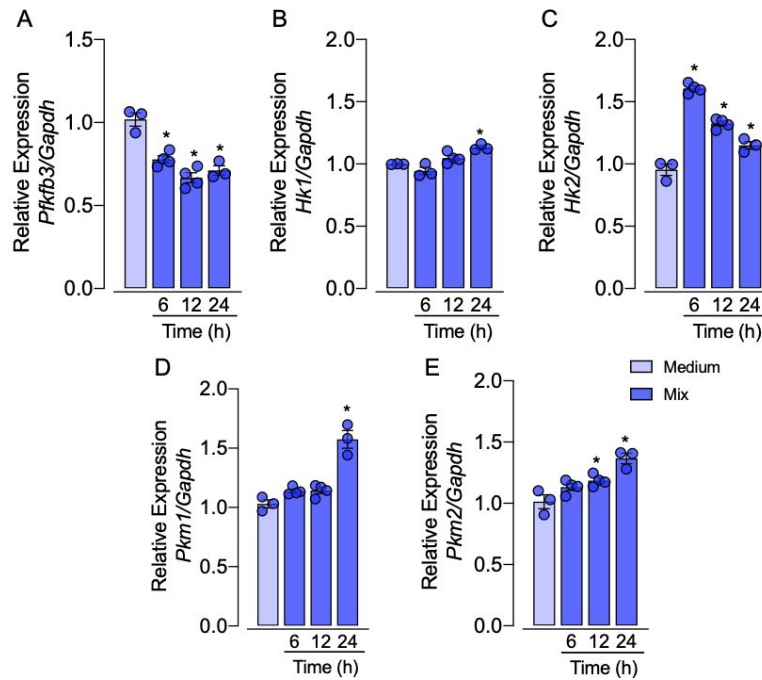 A
Relative Expression
Pfkfb3/Gapdh
1.5
1.0
0.5
0.0
* * *
6 12 24
Time (h)
B
Relative Expression
Hk1/Gapdh
2.0
1.5
1.0
0.5
0.0
*
6 12 24
Time (h)
C
Relative Expression
Hk2/Gapdh
2.0
1.5
1.0
0.5
0.0
* * *
6 12 24
Time (h)
D
Relative Expression
Pkm1/Gapdh
2.0
1.5
1.0
0.5
0.0
*
6 12 24
Time (h)
E
Relative Expression
Pkm2/Gapdh
2.0
1.5
1.0
0.5
0.0
* *
6 12 24
Time (h)
Medium
Mix